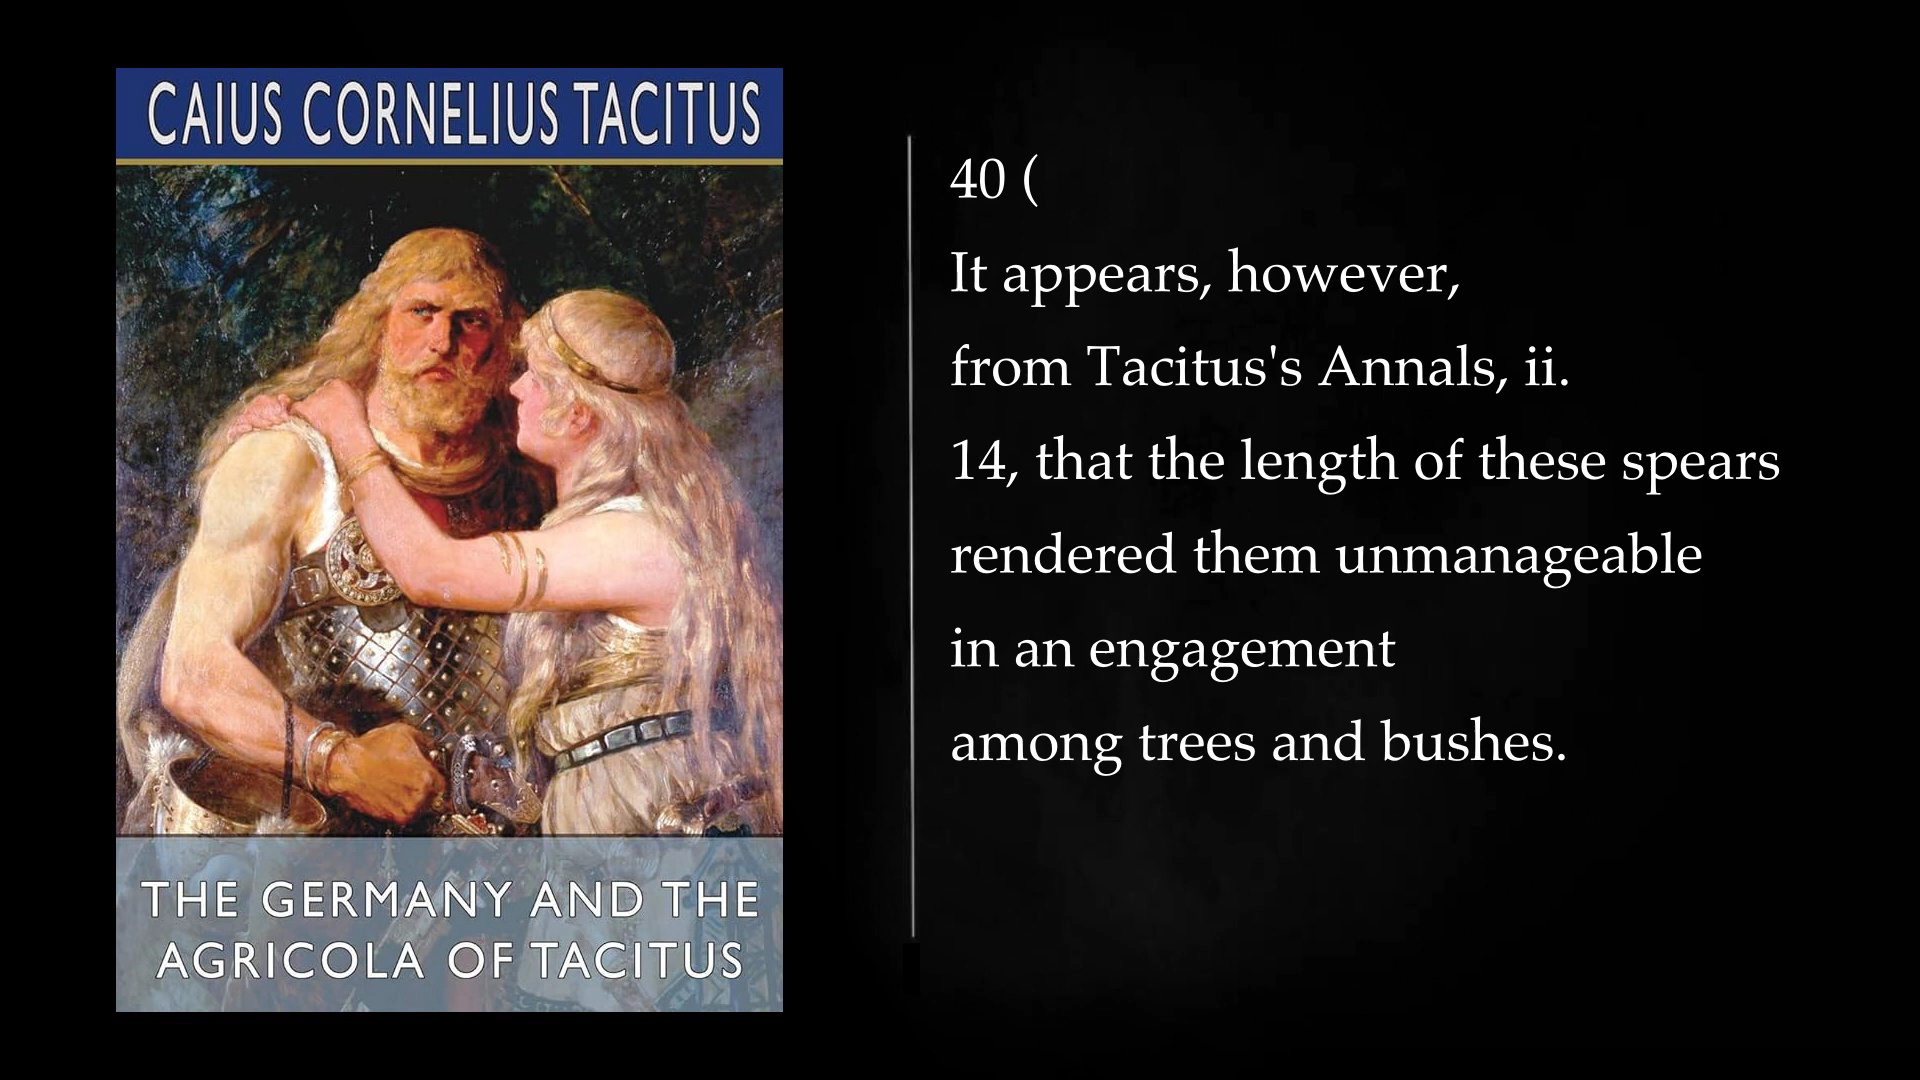 CAIUS CORNELIUS TACITUS
THE GERMANY AND THE
AGRICOLA OF TACITUS
40 (
It appears, however,
from Tacitus's Annals, ii.
14, that the length of these spears
rendered them unmanageable
in an engagement
among trees and bushes.